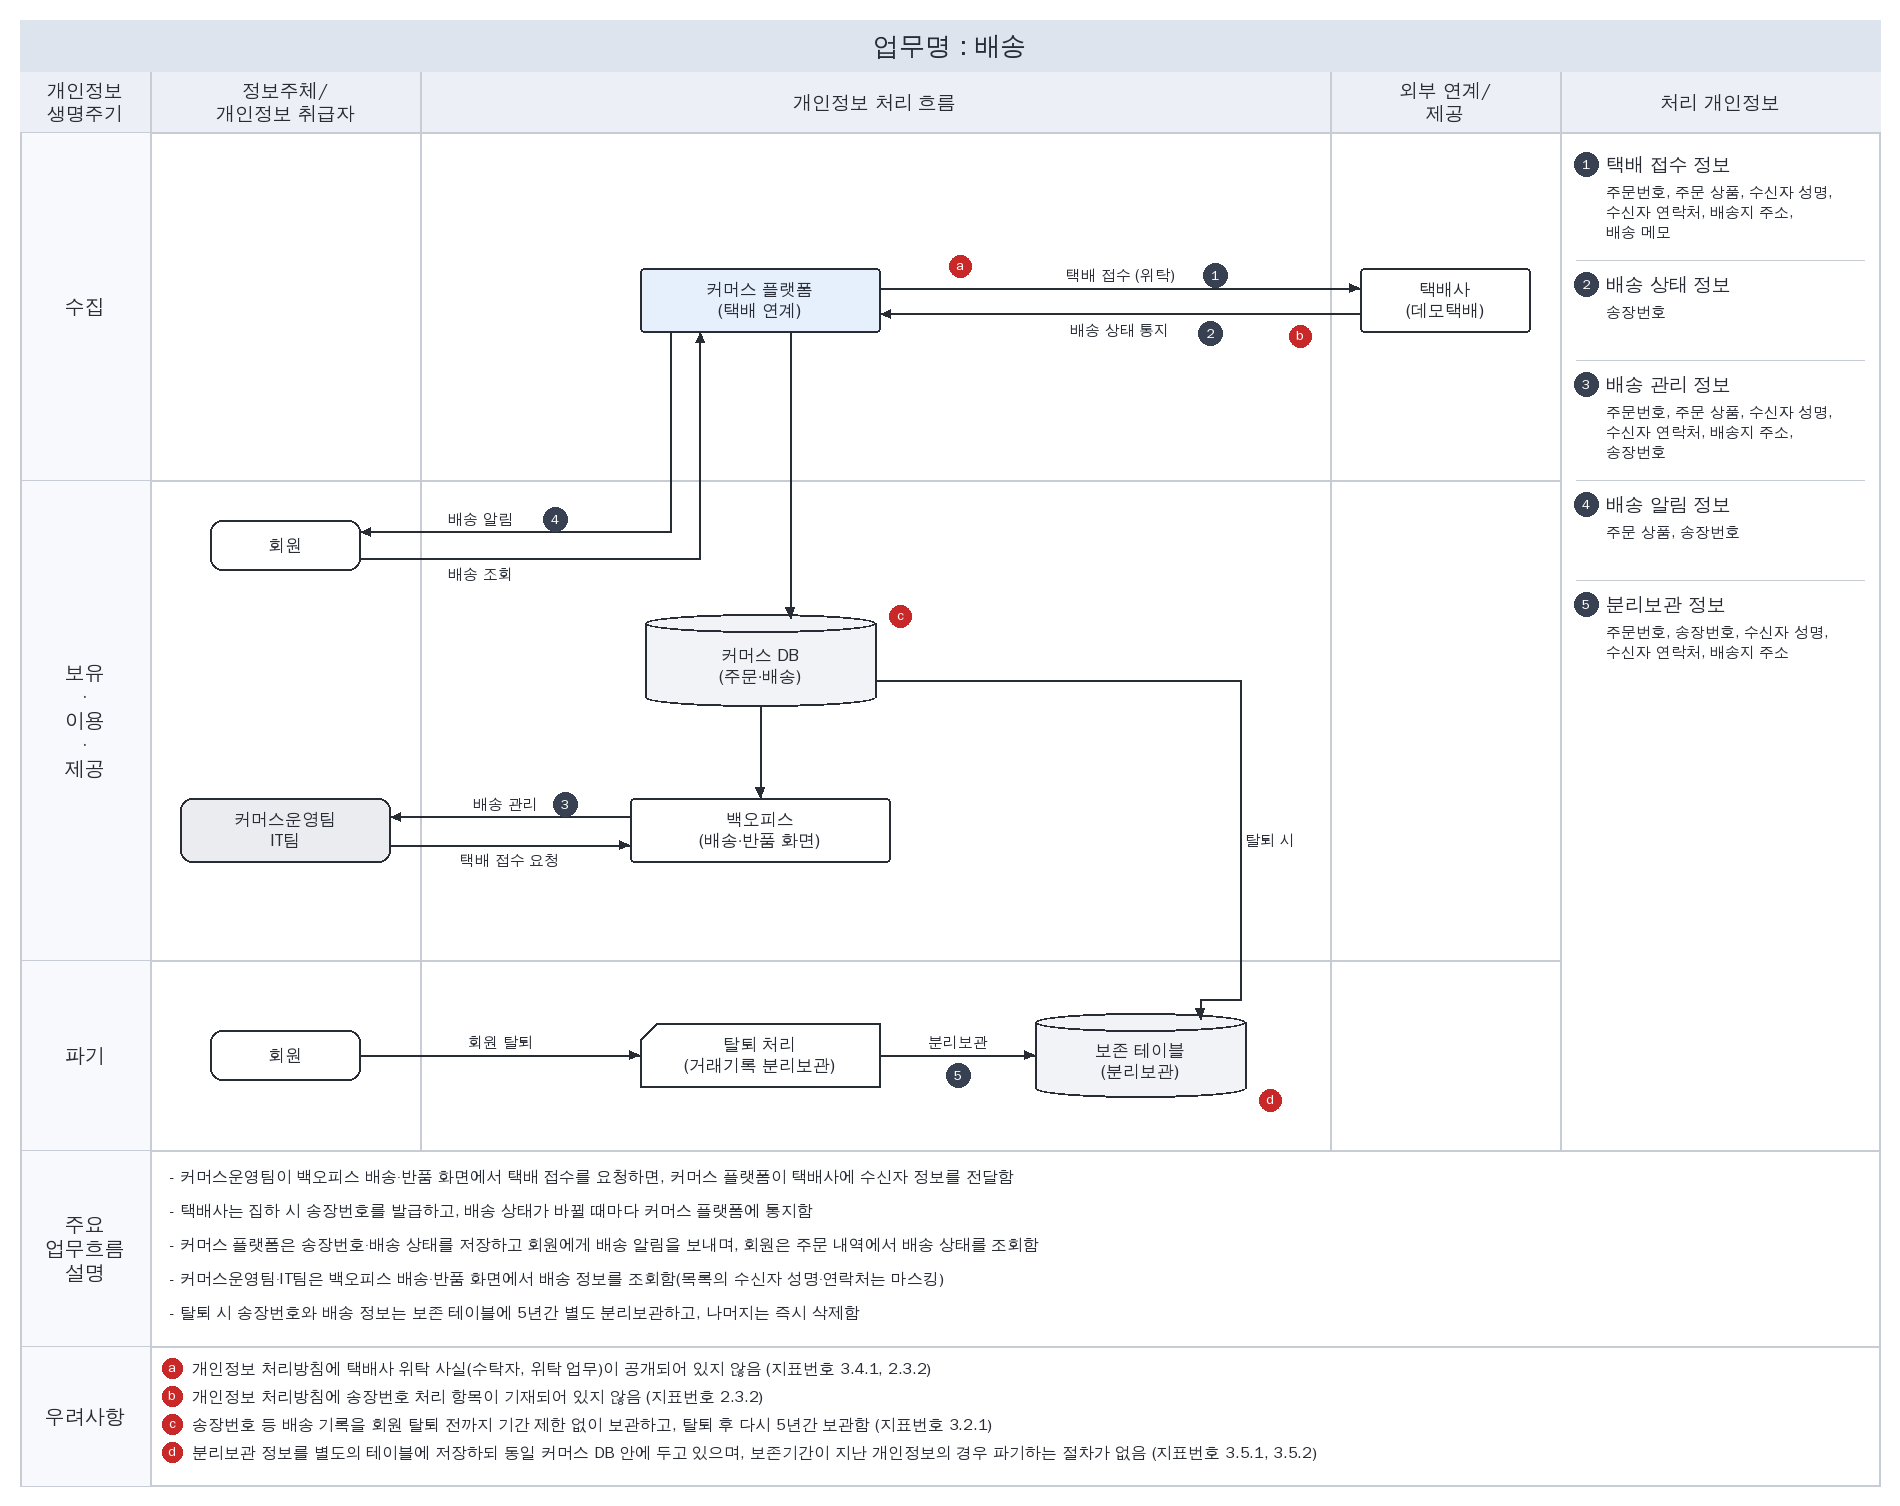 업무명 : 배송
개인정보
생명주기
정보주체/
개인정보 취급자
개인정보 처리 흐름
외부 연계/
제공
처리 개인정보
수집
커머스 플랫폼
(택배 연계)
a
택배 접수 (위탁)
1
배송 상태 통지
2
b
택배사
(데모택배)
1 택배 접수 정보
주문번호, 주문 상품, 수신자 성명,
수신자 연락처, 배송지 주소,
배송 메모
2 배송 상태 정보
송장번호
3 배송 관리 정보
주문번호, 주문 상품, 수신자 성명,
수신자 연락처, 배송지 주소,
송장번호
4 배송 알림 정보
주문 상품, 송장번호
5 분리보관 정보
주문번호, 송장번호, 수신자 성명,
수신자 연락처, 배송지 주소
보유
·
이용
·
제공
회원
배송 알림
4
배송 조회
커머스 DB
(주문·배송)
c
커머스운영팀
IT팀
배송 관리
3
택배 접수 요청
백오피스
(배송·반품 화면)
탈퇴 시
파기
회원
회원 탈퇴
탈퇴 처리
(거래기록 분리보관)
분리보관
5
보존 테이블
(분리보관)
d
주요
업무흐름
설명
- 커머스운영팀이 백오피스 배송·반품 화면에서 택배 접수를 요청하면, 커머스 플랫폼이 택배사에 수신자 정보를 전달함
- 택배사는 집하 시 송장번호를 발급하고, 배송 상태가 바뀔 때마다 커머스 플랫폼에 통지함
- 커머스 플랫폼은 송장번호·배송 상태를 저장하고 회원에게 배송 알림을 보내며, 회원은 주문 내역에서 배송 상태를 조회함
- 커머스운영팀·IT팀은 백오피스 배송·반품 화면에서 배송 정보를 조회함(목록의 수신자 성명·연락처는 마스킹)
- 탈퇴 시 송장번호와 배송 정보는 보존 테이블에 5년간 별도 분리보관하고, 나머지는 즉시 삭제함
우려사항
a 개인정보 처리방침에 택배사 위탁 사실(수탁자, 위탁 업무)이 공개되어 있지 않음 (지표번호 3.4.1, 2.3.2)
b 개인정보 처리방침에 송장번호 처리 항목이 기재되어 있지 않음 (지표번호 2.3.2)
c 송장번호 등 배송 기록을 회원 탈퇴 전까지 기간 제한 없이 보관하고, 탈퇴 후 다시 5년간 보관함 (지표번호 3.2.1)
d 분리보관 정보를 별도의 테이블에 저장하되 동일 커머스 DB 안에 두고 있으며, 보존기간이 지난 개인정보의 경우 파기하는 절차가 없음 (지표번호 3.5.1, 3.5.2)